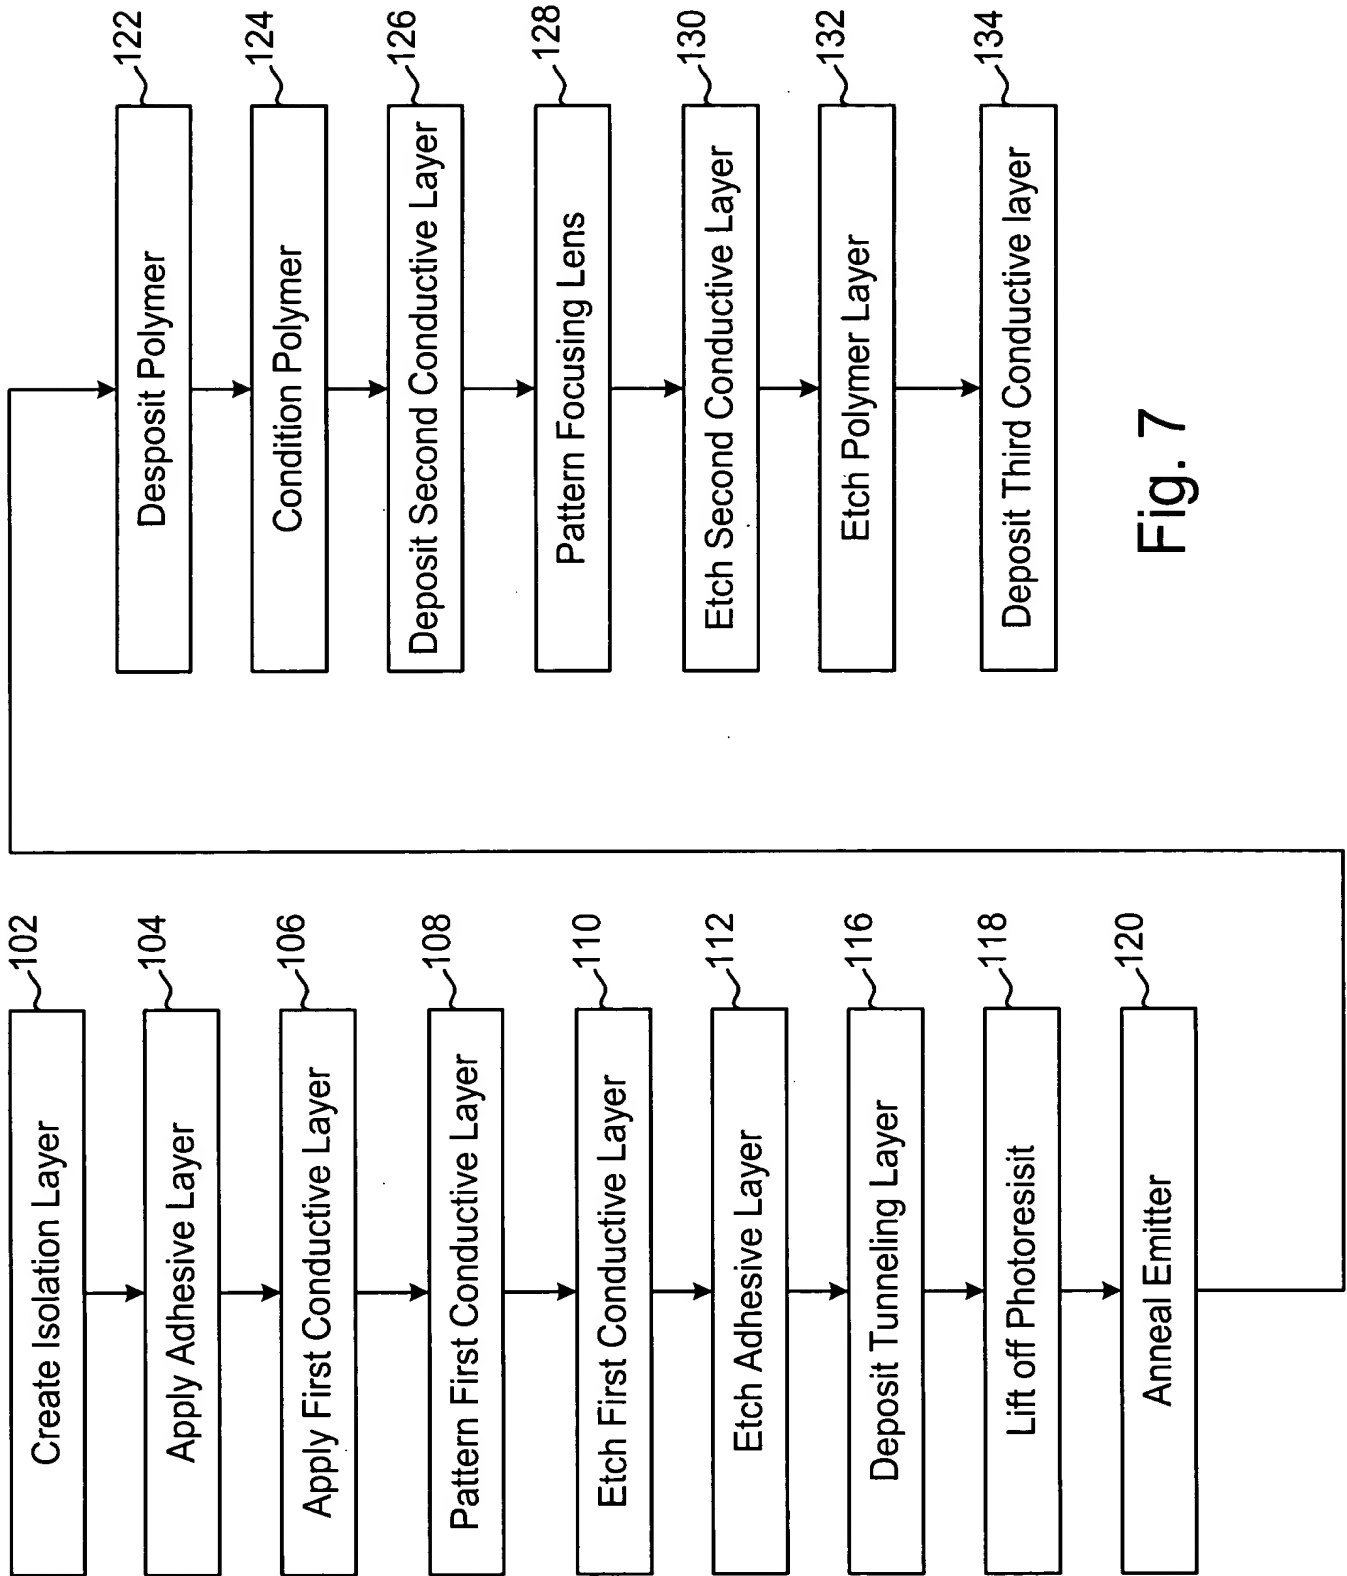 Create Isolation Layer
102
Apply Adhesive Layer
104
Apply First Conductive Layer
106
Pattern First Conductive Layer
108
Etch First Conductive Layer
110
Etch Adhesive Layer
112
Deposit Tunneling Layer
116
Lift off Photoresisit
118
Anneal Emitter
120
Desposit Polymer
122
Condition Polymer
124
Deposit Second Conductive Layer
126
Pattern Focusing Lens
128
Etch Second Conductive Layer
130
Etch Polymer Layer
132
Deposit Third Conductive layer
134
Fig. 7